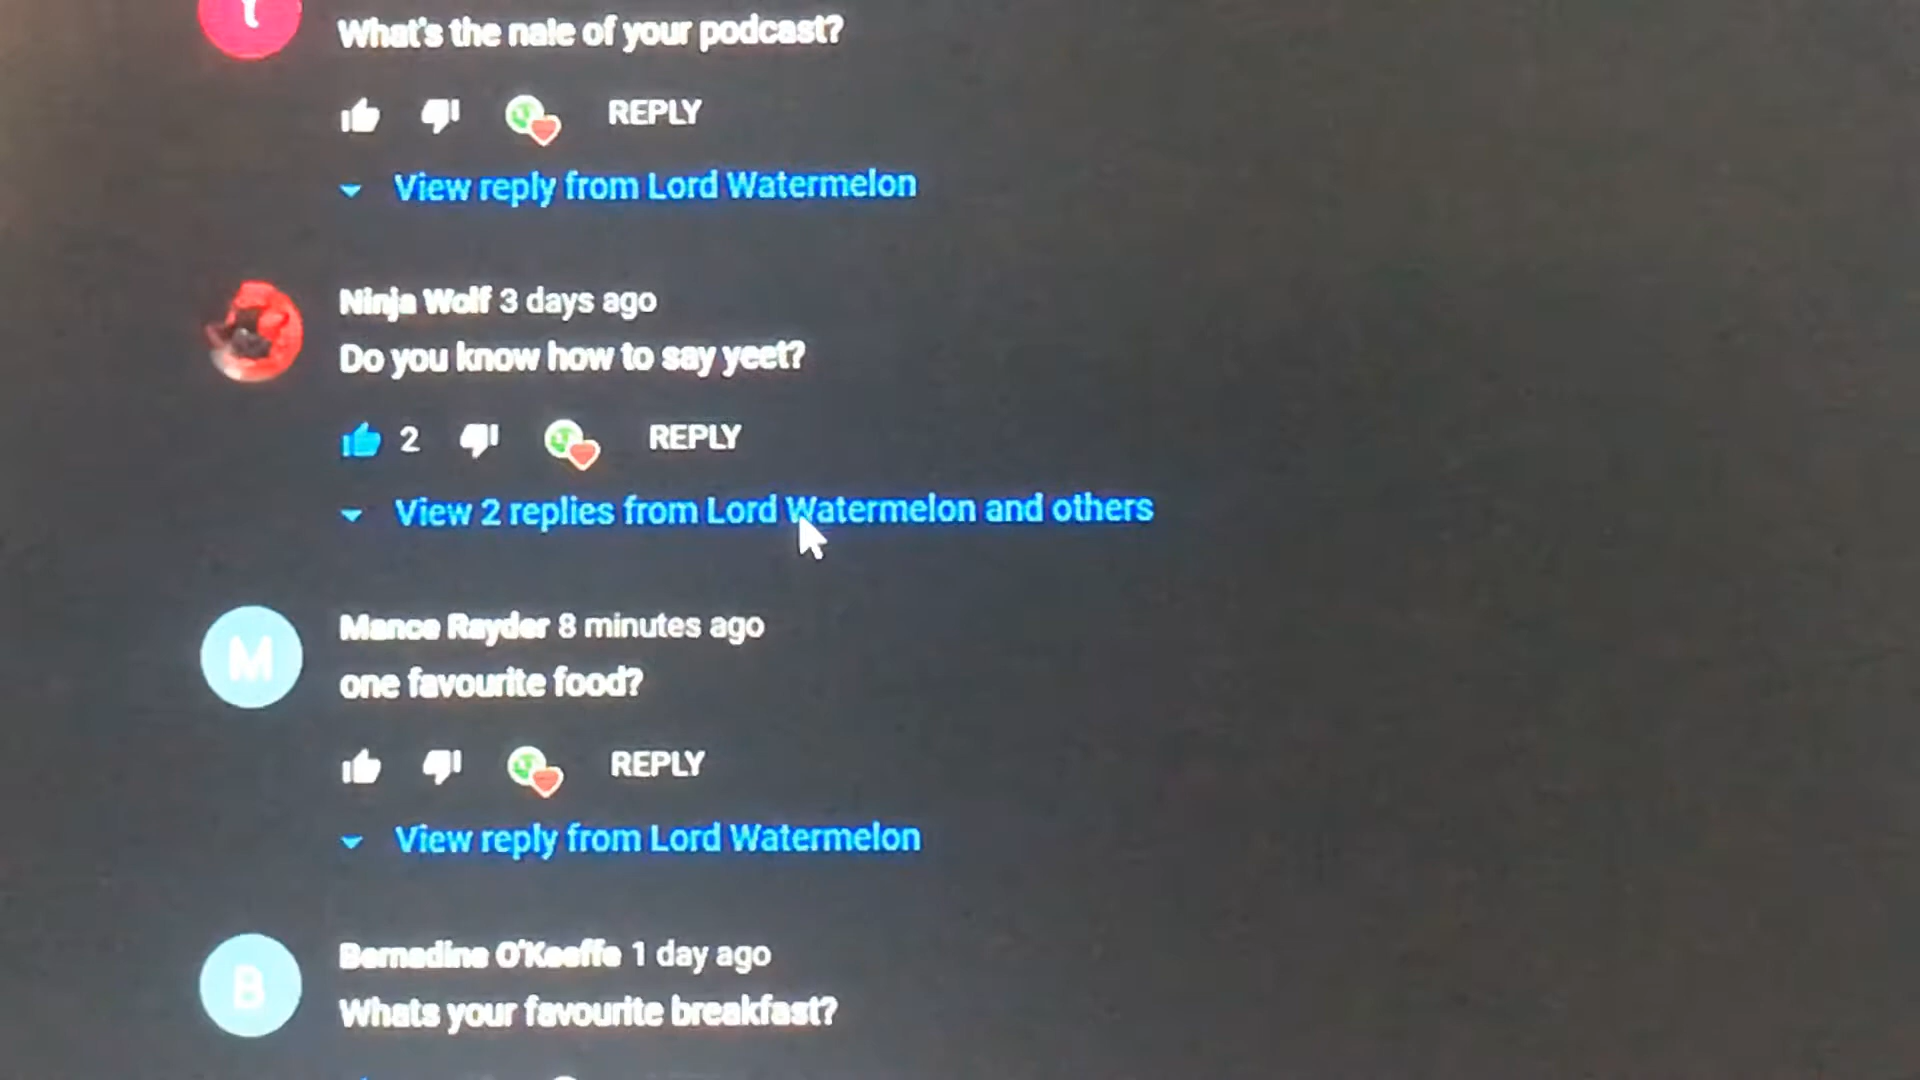 t
What's the nale of your podcast?
REPLY
View reply from Lord Watermelon
Ninja Wolf 3 days ago
Do you know how to say yeet?
2 REPLY
View 2 replies from Lord Watermelon and others
M
Mance Rayder 8 minutes ago
one favourite food?
REPLY
View reply from Lord Watermelon
B
Bernadine O'Keeffe 1 day ago
Whats your favourite breakfast?